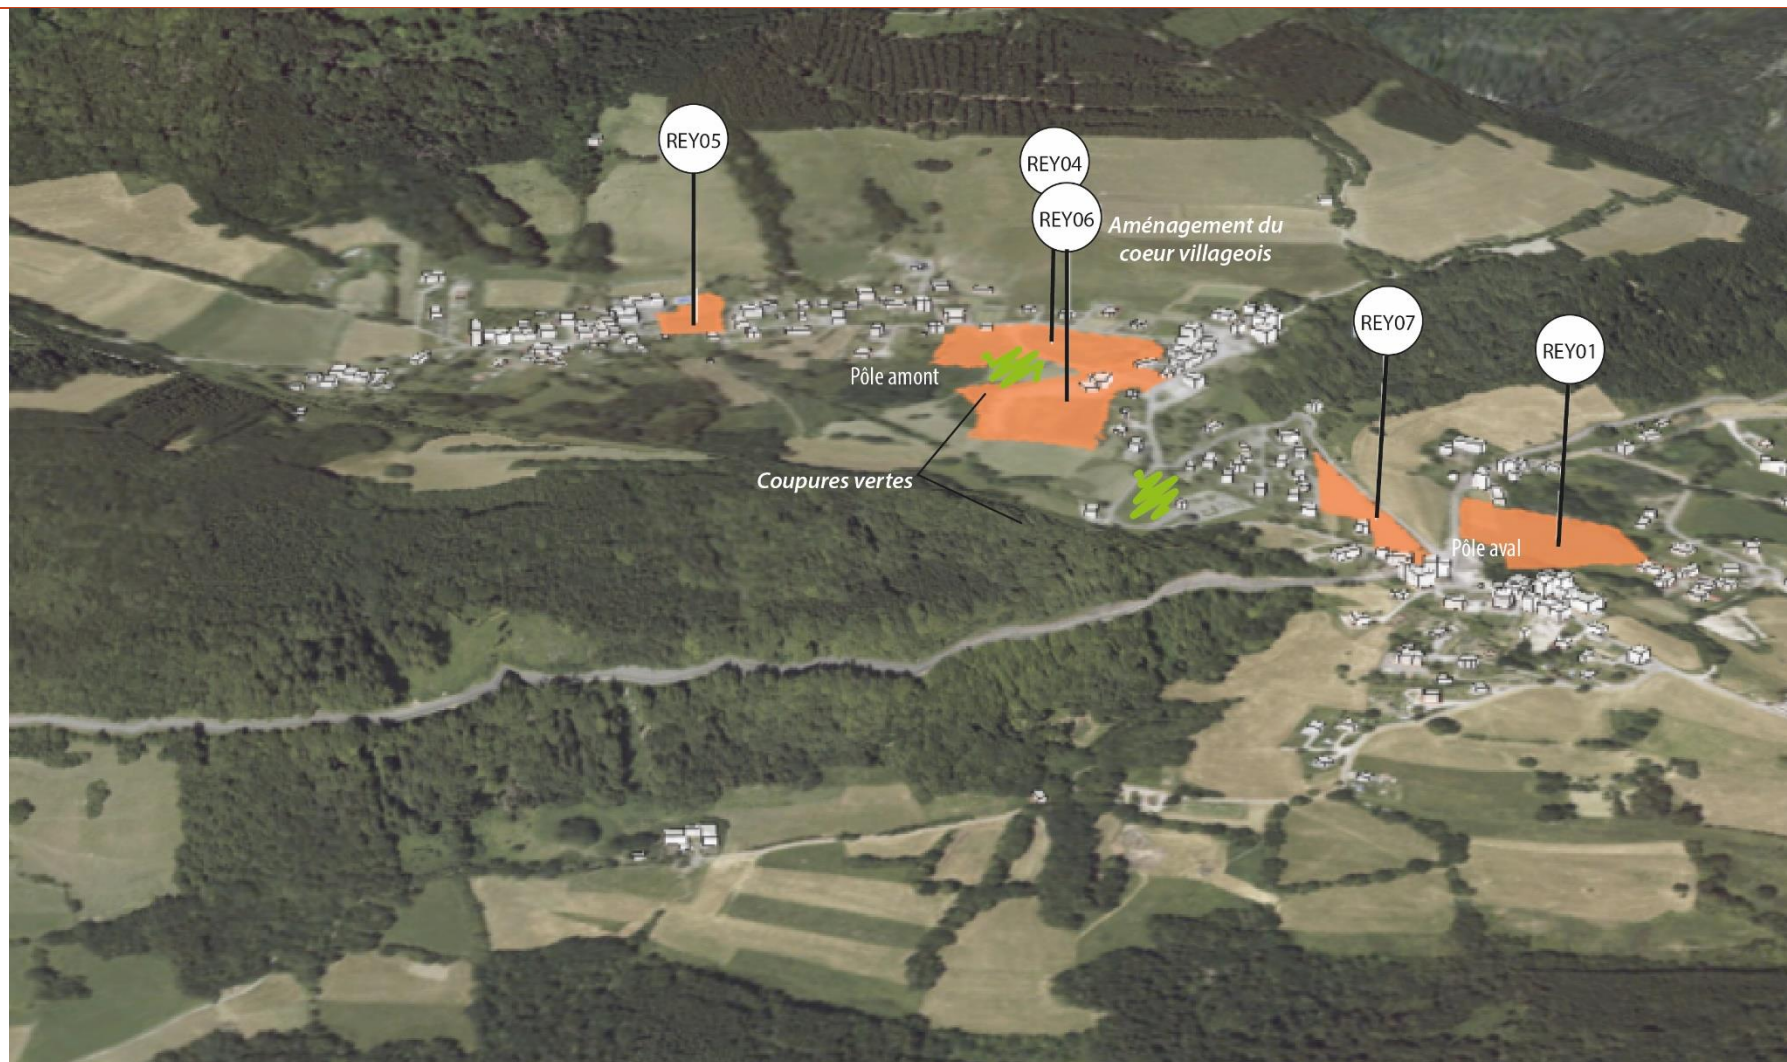 REY05
REY04
REY06
Aménagement du
coeur villageois
REY07
REY01
Pôle amont
Coupures vertes
Pôle aval